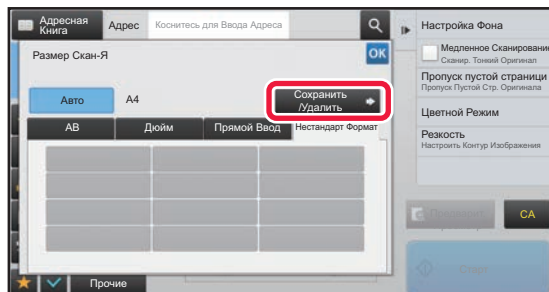 Адресная
Книга
Адрес
Коснитесь для Ввода Адреса
Размер Скан-Я
OK
Авто
A4
Сохранить
/Удалить
AB
Дюйм
Прямой Ввод
Нестандарт Формат
Прочие
Настройка Фона
Медленное Сканирование
Сканир. Тонкий Оригинал
Пропуск пустой страници
Пропуск Пустой Стр. Оригинала
Цветной Режим
Резкость
Настроить Контур Изображения
CA
Старт